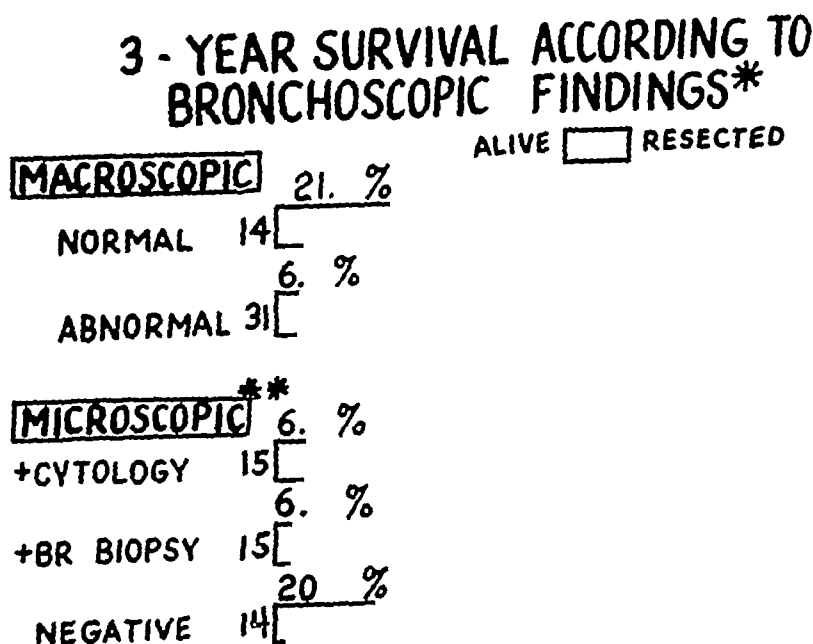 3 - YEAR SURVIVAL ACCORDING TO
BRONCHOSCOPIC FINDINGS*
ALIVE RESECTED
MACROSCOPIC 21. %
NORMAL 14
6. %
ABNORMAL 31
MICROSCOPIC** 6. %
+CYTOLOGY 15
6. %
+BR BIOPSY 15
20 %
NEGATIVE 14